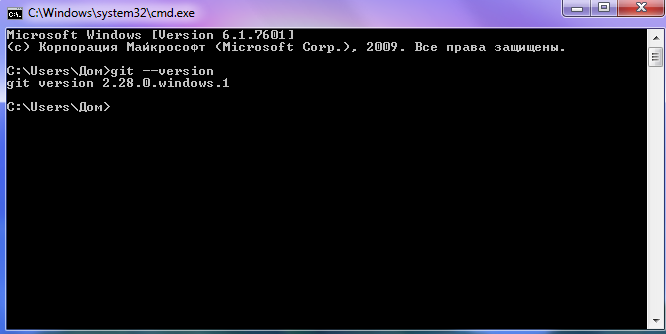 C:\Windows\system32\cmd.exe
Microsoft Windows [Version 6.1.7601]
(c) Корпорация Майкрософт (Microsoft Corp.), 2009. Все права защищены.
C:\Users\Дом>git --version
git version 2.28.0.windows.1
C:\Users\Дом>